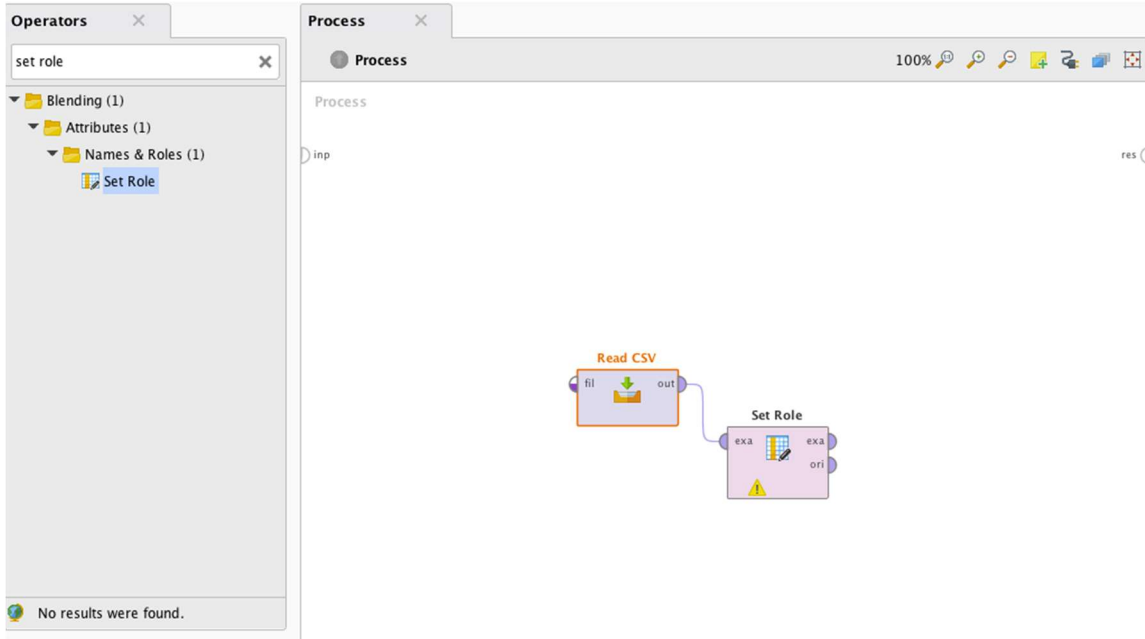 Operators
set role
Blending (1)
Attributes (1)
Names & Roles (1)
Set Role
No results were found.
Process
Process
100%
Process
inp
res
Read CSV
fil out
Set Role
exa exa
ori